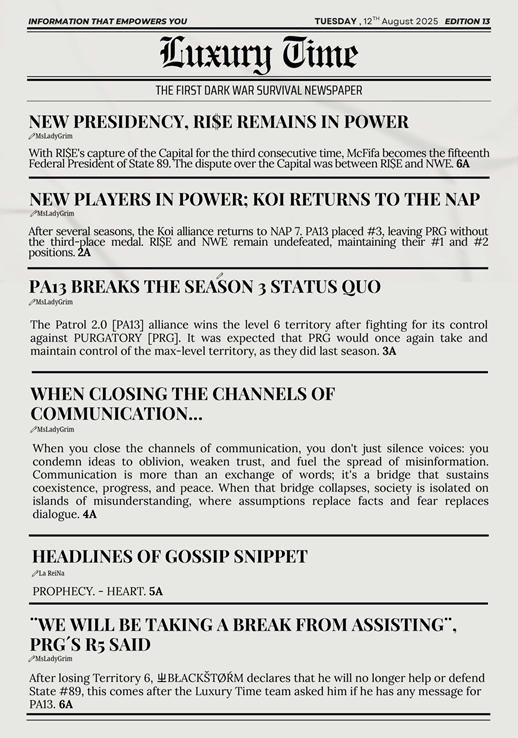 INFORMATION THAT EMPOWERS YOU
TUESDAY , 12TH August 2025 EDITION 13
Luxury Time
THE FIRST DARK WAR SURVIVAL NEWSPAPER
NEW PRESIDENCY, RI$E REMAINS IN POWER
MsLadyGrim
With RI$E's capture of the Capital for the third consecutive time, McFifa becomes the fifteenth
Federal President of State 89. The dispute over the Capital was between RI$E and NWE. 6A
NEW PLAYERS IN POWER; KOI RETURNS TO THE NAP
MsLadyGrim
After several seasons, the Koi alliance returns to NAP 7. PA13 placed #3, leaving PRG without
the third-place medal. RI$E and NWE remain undefeated, maintaining their #1 and #2
positions. 2A
PA13 BREAKS THE SEASON 3 STATUS QUO
MsLadyGrim
The Patrol 2.0 [PA13] alliance wins the level 6 territory after fighting for its control
against PURGATORY [PRG]. It was expected that PRG would once again take and
maintain control of the max-level territory, as they did last season. 3A
WHEN CLOSING THE CHANNELS OF
COMMUNICATION...
MsLadyGrim
When you close the channels of communication, you don't just silence voices: you
condemn ideas to oblivion, weaken trust, and fuel the spread of misinformation.
Communication is more than an exchange of words; it's a bridge that sustains
coexistence, progress, and peace. When that bridge collapses, society is isolated on
islands of misunderstanding, where assumptions replace facts and fear replaces
dialogue. 4A
HEADLINES OF GOSSIP SNIPPET
La ReiNa
PROPHECY. - HEART. 5A
¨WE WILL BE TAKING A BREAK FROM ASSISTING¨,
PRG´S R5 SAID
MsLadyGrim
After losing Territory 6, 亗BŁACKŠTØŔM declares that he will no longer help or defend
State #89, this comes after the Luxury Time team asked him if he has any message for
PA13. 6A